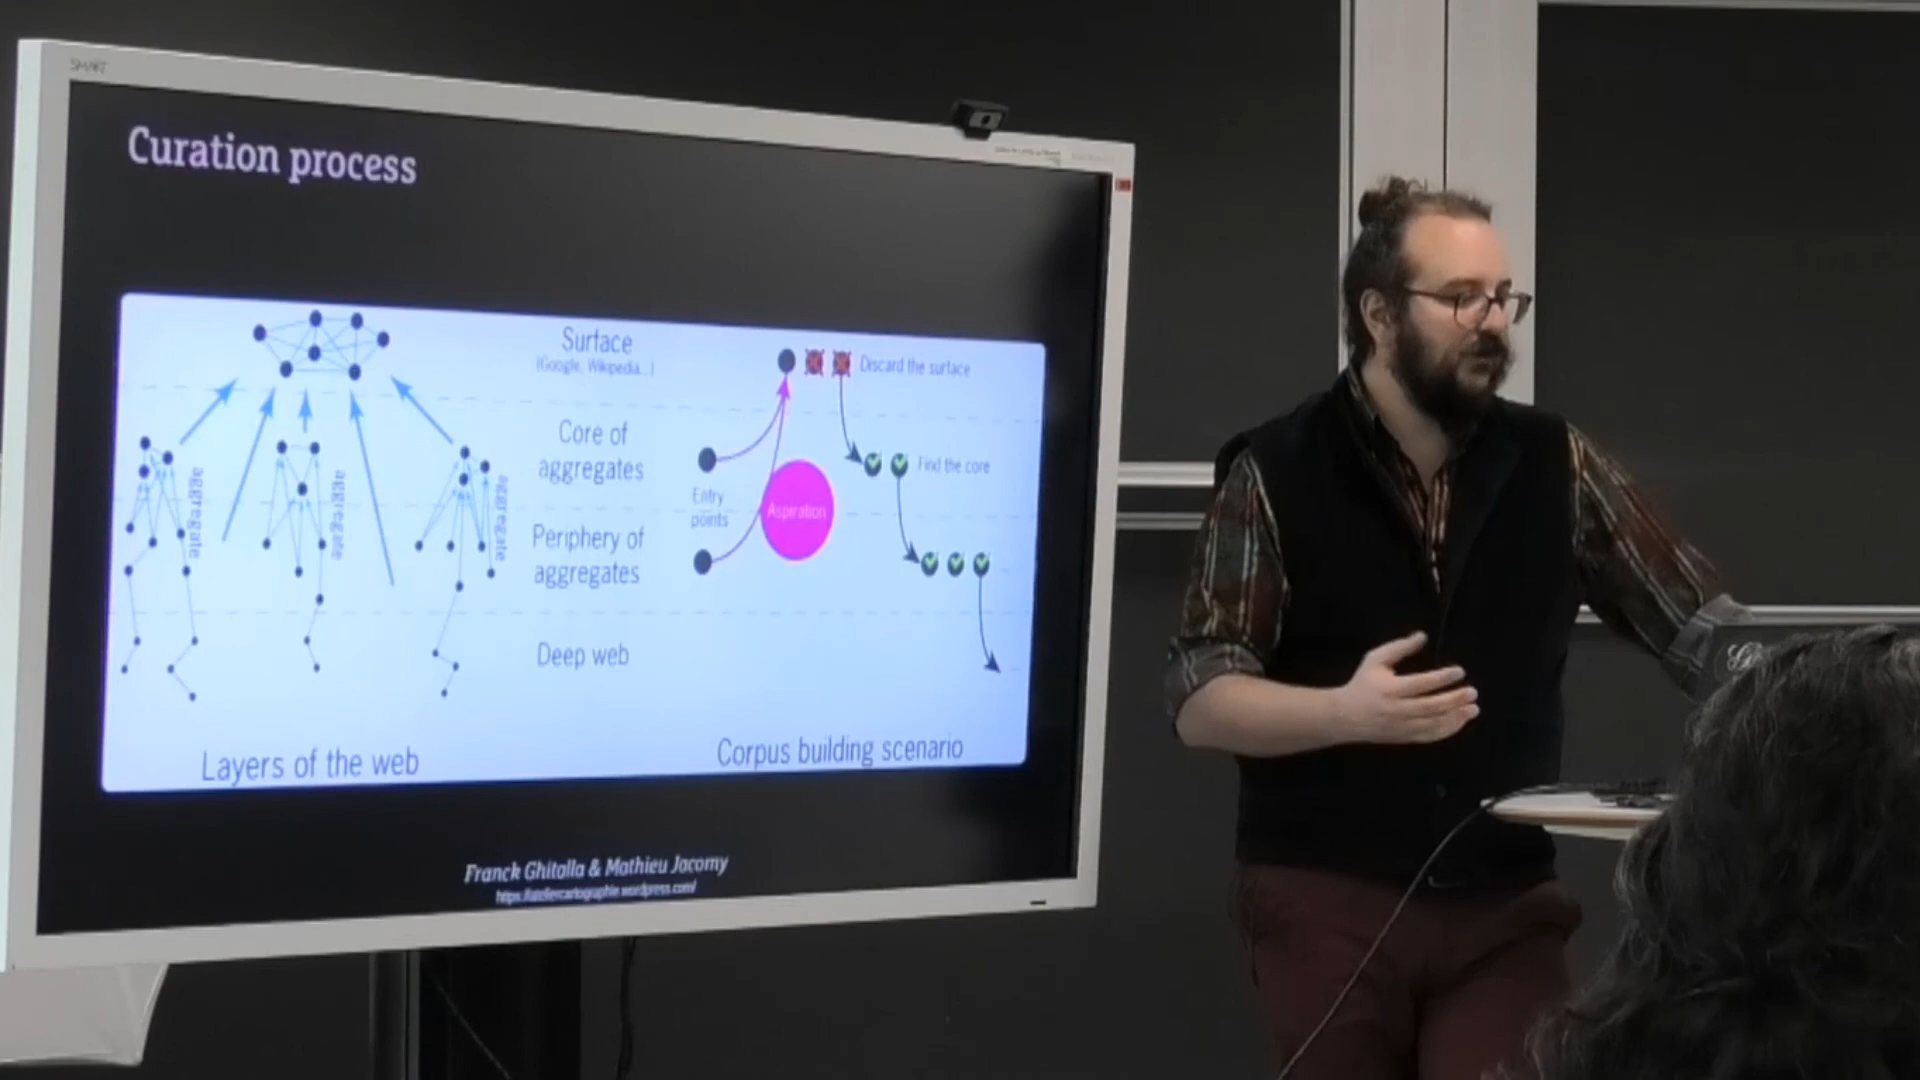 SMART
Curation process
Surface
(Google, Wikipedia...)
Discard the surface
Core of
aggregates
Find the core
aggregate
aggregate
aggregate
Entry
points
Aspiration
Periphery of
aggregates
Deep web
Layers of the web
Corpus building scenario
Franck Ghitalla & Mathieu Jacomy
https://ateliercartographie.wordpress.com/